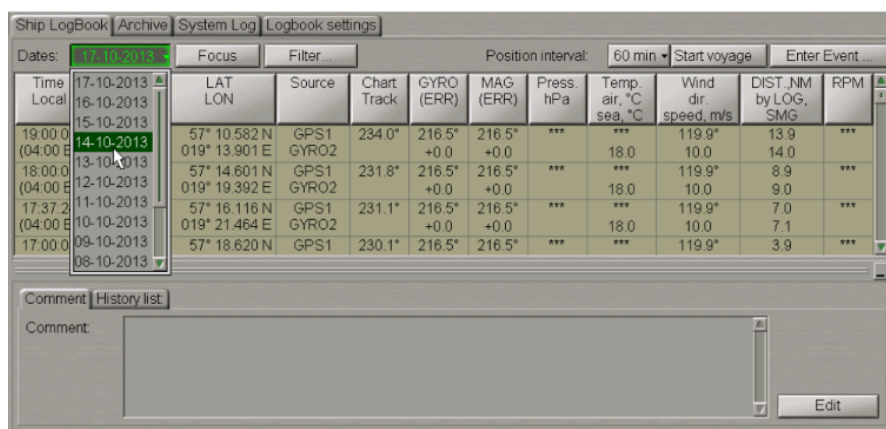 Ship LogBook Archive System Log Logbook settings
Dates: 17-10-2013 Focus Filter... Position interval: 60 min Start voyage Enter Event ...
Time LAT Source Chart GYRO MAG Press. Temp. Wind DIST.,NM RPM
Local LON Track (ERR) (ERR) hPa air, °C dir. by LOG,
sea, °C speed, m/s SMG
17-10-2013
16-10-2013
15-10-2013
14-10-2013
13-10-2013
12-10-2013
11-10-2013
10-10-2013
09-10-2013
08-10-2013
19:00:0 57° 10.582 N GPS1 234.0° 216.5° 216.5° *** *** 119.9° 13.9 ***
(04:00 E 019° 13.901 E GYRO2 +0.0 +0.0 18.0 10.0 14.0
18:00:0 57° 14.601 N GPS1 231.8° 216.5° 216.5° *** *** 119.9° 8.9 ***
(04:00 E 019° 19.392 E GYRO2 +0.0 +0.0 18.0 10.0 9.0
17:37:2 57° 16.116 N GPS1 231.1° 216.5° 216.5° *** *** 119.9° 7.0 ***
(04:00 E 019° 21.464 E GYRO2 +0.0 +0.0 18.0 10.0 7.1
17:00:0 57° 18.620 N GPS1 230.1° 216.5° 216.5° *** *** 119.9° 3.9 ***
Comment History list:
Comment:
Edit